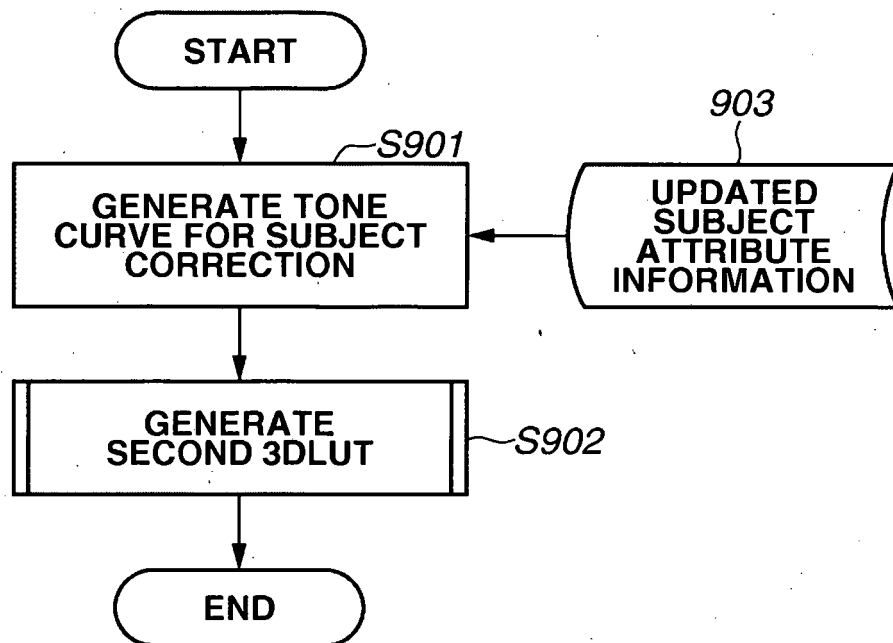 START
S901
GENERATE TONE
CURVE FOR SUBJECT
CORRECTION
903
UPDATED
SUBJECT
ATTRIBUTE
INFORMATION
GENERATE
SECOND 3DLUT
S902
END